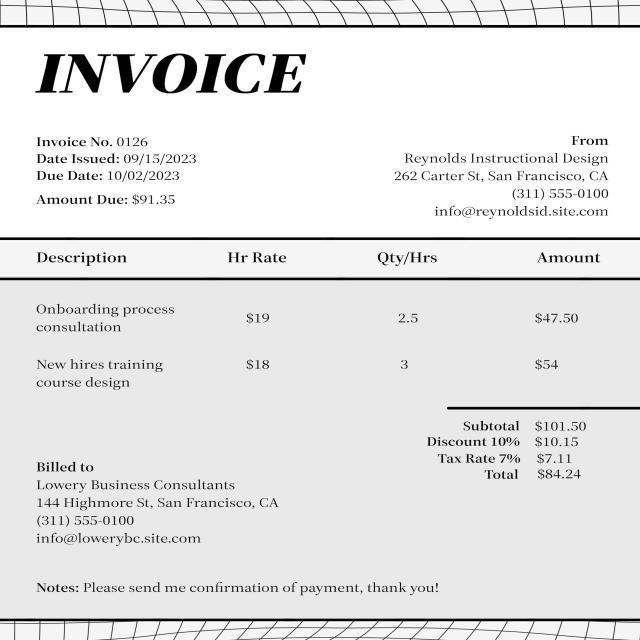 INVOICE
Invoice No. 0126
Date Issued: 09/15/2023
Due Date: 10/02/2023
Amount Due: $91.35
From
Reynolds Instructional Design
262 Carter St, San Francisco, CA
(311) 555-0100
info@reynoldsid.site.com
Description Hr Rate Qty/Hrs Amount
Onboarding process
consultation
$19 2.5 $47.50
New hires training
course design
$18 3 $54
Subtotal $101.50
Discount 10% $10.15
Tax Rate 7% $7.11
Total $84.24
Billed to
Lowery Business Consultants
144 Highmore St, San Francisco, CA
(311) 555-0100
info@lowerybc.site.com
Notes: Please send me confirmation of payment, thank you!